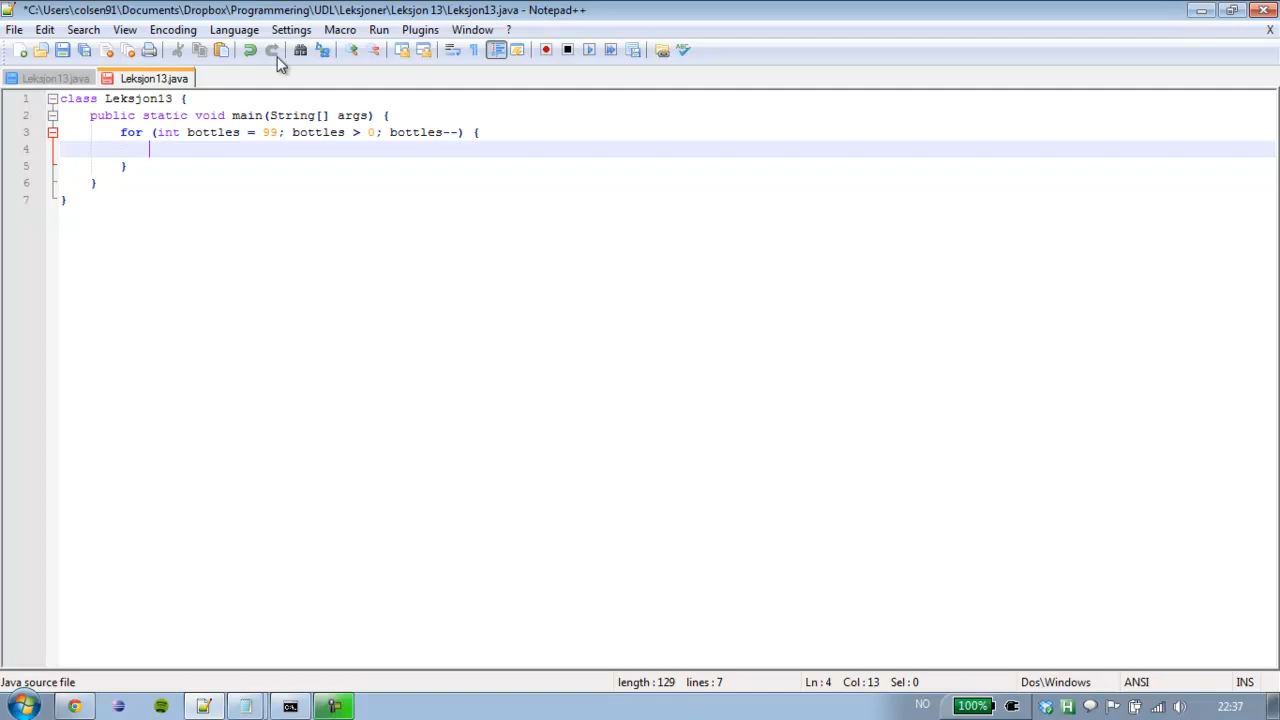 *C:\Users\colsen91\Documents\Dropbox\Programmering\UDL\Leksjoner\Leksjon 13\Leksjon13.java - Notepad++
File Edit Search View Encoding Language Settings Macro Run Plugins Window ? X
Leksjon13.java Leksjon13.java
1 class Leksjon13 {
2 public static void main(String[] args) {
3 for (int bottles = 99; bottles > 0; bottles--) {
4
5 }
6 }
7 }
Java source file length : 129 lines : 7 Ln : 4 Col : 13 Sel : 0 Dos\Windows ANSI INS
NO 100% 22:37